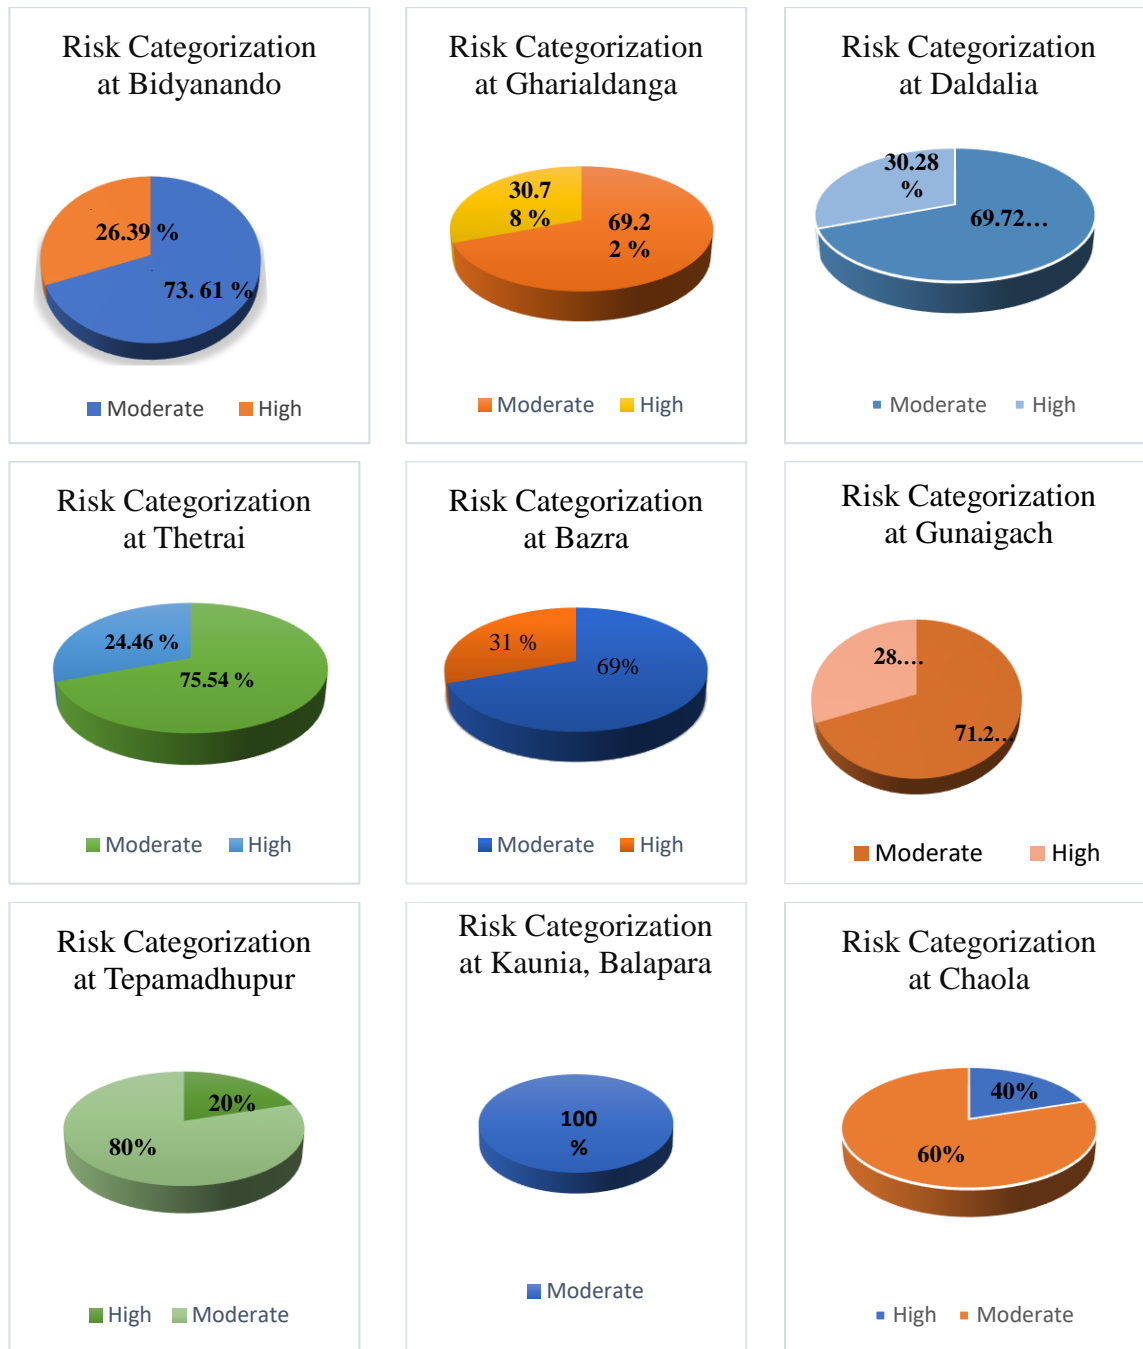 Risk Categorization
at Bidyanando
26.39 %
73. 61 %
Moderate High
Risk Categorization
at Gharialdanga
30.7
8 %
69.2
2 %
Moderate High
Risk Categorization
at Daldalia
30.28
%
69.72...
Moderate High
Risk Categorization
at Thetrai
24.46 %
75.54 %
Moderate High
Risk Categorization
at Bazra
31 %
69%
Moderate High
Risk Categorization
at Gunaigach
28....
71.2...
Moderate High
Risk Categorization
at Tepamadhupur
20%
80%
High Moderate
Risk Categorization
at Kaunia, Balapara
100
%
Moderate
Risk Categorization
at Chaola
40%
60%
High Moderate